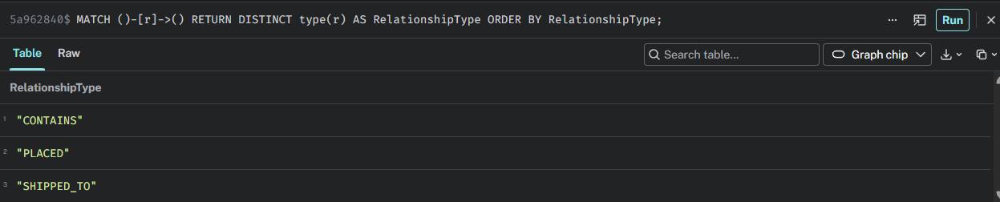 5a962840$ MATCH ()-[r]->() RETURN DISTINCT type(r) AS RelationshipType ORDER BY RelationshipType; ··· Run
Table Raw Search table... Graph chip
RelationshipType
1 "CONTAINS"
2 "PLACED"
3 "SHIPPED_TO"